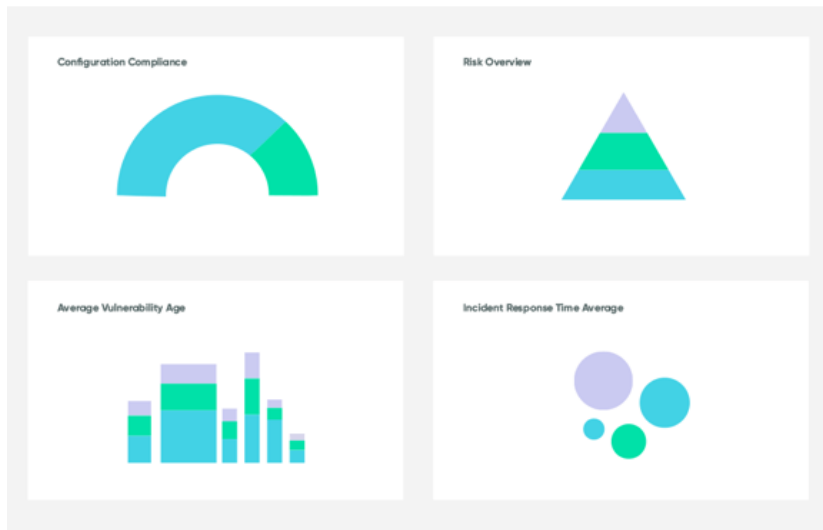 Configuration Compliance
Risk Overview
Average Vulnerability Age
Incident Response Time Average